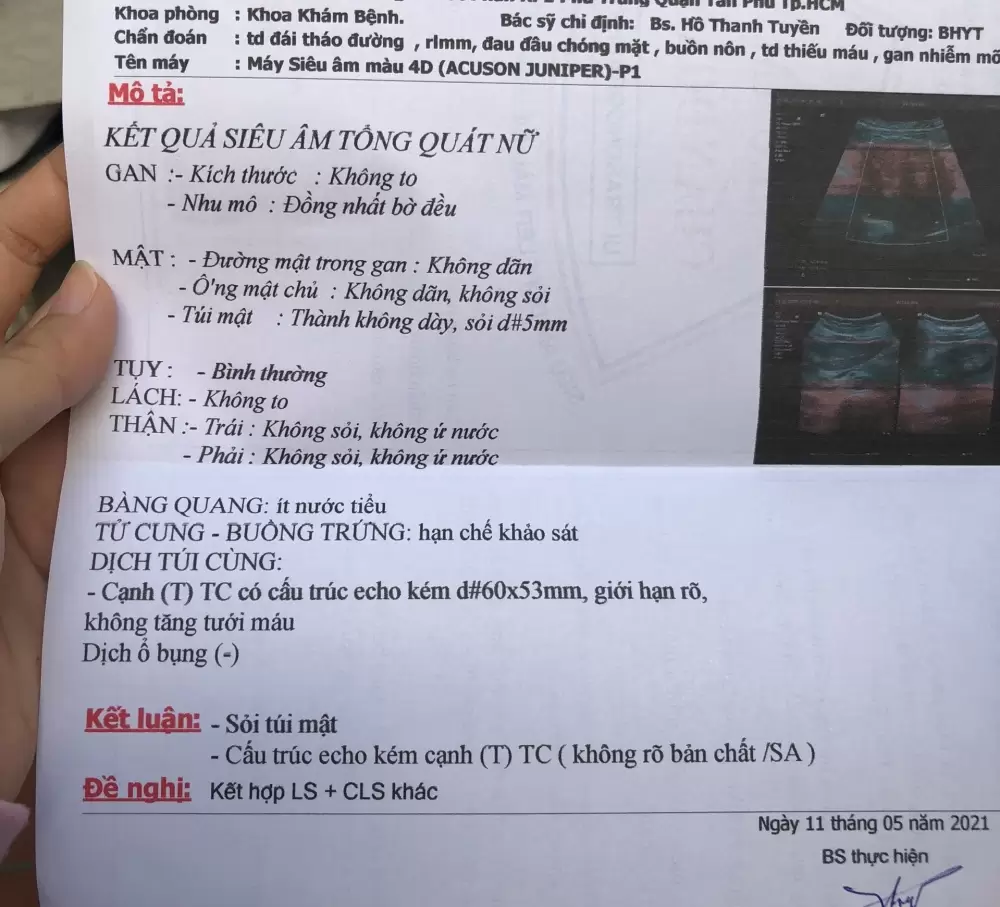 Quận Tân Phú Tp.HCM
Khoa phòng : Khoa Khám Bệnh. Bác sỹ chỉ định: Bs. Hồ Thanh Tuyền Đối tượng: BHYT
Chẩn đoán : td đái tháo đường , rlmm, đau đầu chóng mặt , buồn nôn , td thiếu máu , gan nhiễm mỡ
Tên máy : Máy Siêu âm màu 4D (ACUSON JUNIPER)-P1
Mô tả:
KẾT QUẢ SIÊU ÂM TỔNG QUÁT NỮ
GAN :- Kích thước : Không to
- Nhu mô : Đồng nhất bờ đều
MẬT : - Đường mật trong gan : Không dãn
- Ống mật chủ : Không dãn, không sỏi
- Túi mật : Thành không dày, sỏi d#5mm
TỤY : - Bình thường
LÁCH: - Không to
THẬN :- Trái : Không sỏi, không ứ nước
- Phải : Không sỏi, không ứ nước
BÀNG QUANG: ít nước tiểu
TỬ CUNG - BUỒNG TRỨNG: hạn chế khảo sát
DỊCH TÚI CÙNG:
- Cạnh (T) TC có cấu trúc echo kém d#60x53mm, giới hạn rõ,
không tăng tưới máu
Dịch ổ bụng (-)
Kết luận: - Sỏi túi mật
- Cấu trúc echo kém cạnh (T) TC ( không rõ bản chất /SA )
Đề nghị: Kết hợp LS + CLS khác
Ngày 11 tháng 05 năm 2021
BS thực hiện